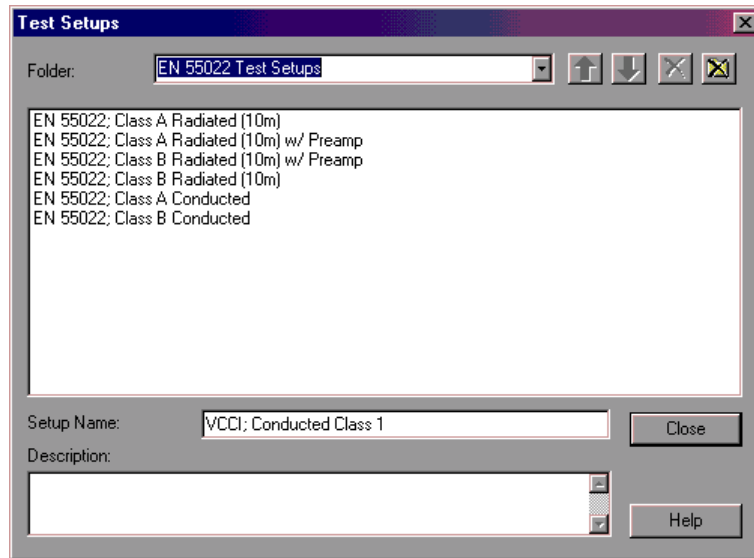 Test Setups
Folder: EN 55022 Test Setups
EN 55022; Class A Radiated (10m)
EN 55022; Class A Radiated (10m) w/ Preamp
EN 55022; Class B Radiated (10m) w/ Preamp
EN 55022; Class B Radiated (10m)
EN 55022; Class A Conducted
EN 55022; Class B Conducted
Setup Name: VCCI; Conducted Class 1
Close
Description:
Help